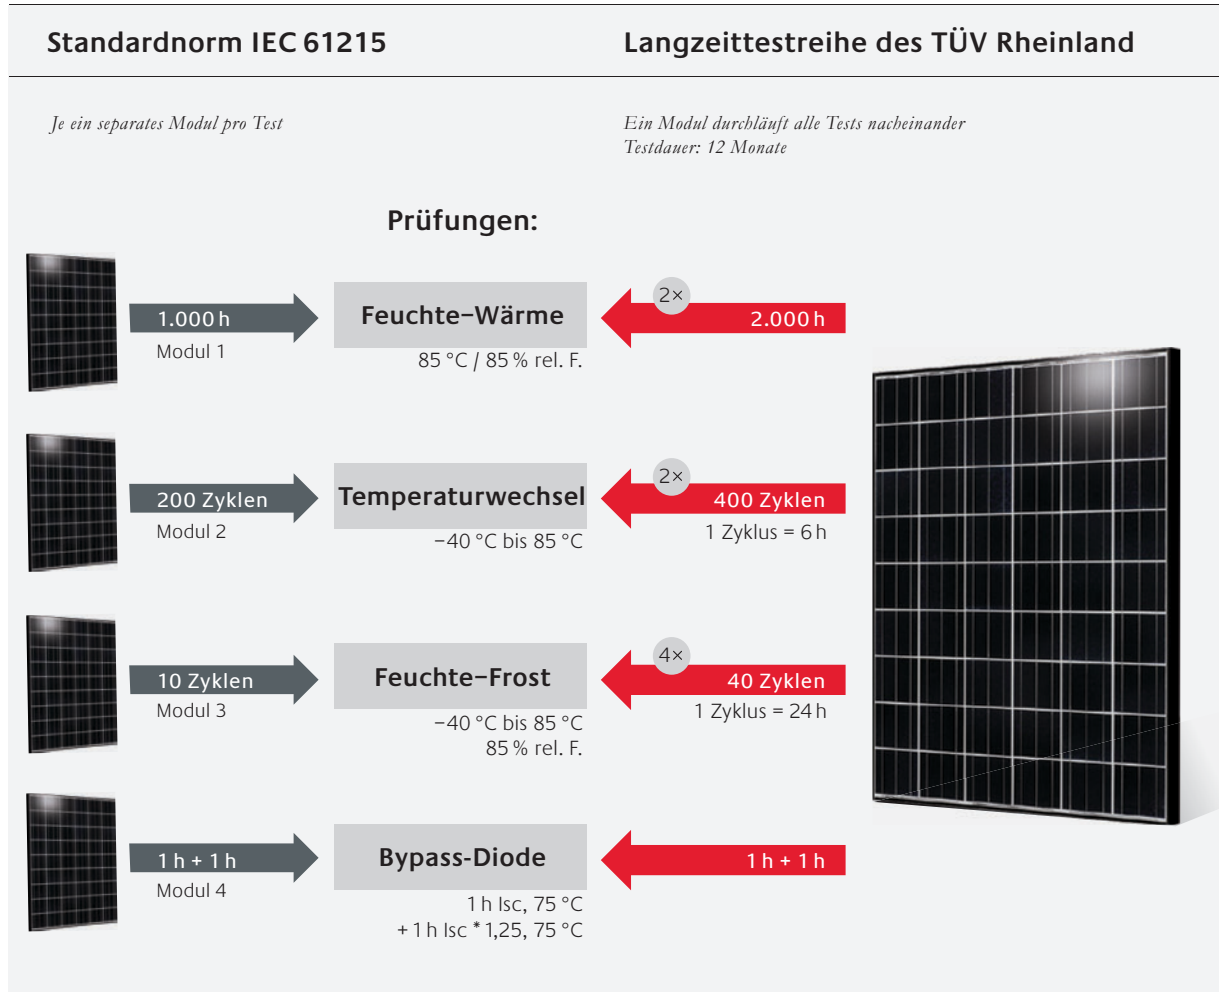 Standardnorm IEC 61215
Langzeittestreihe des TÜV Rheinland
Je ein separates Modul pro Test
Ein Modul durchläuft alle Tests nacheinander
Testdauer: 12 Monate
Prüfungen:
1.000 h
Modul 1
Feuchte–Wärme
85 °C / 85 % rel. F.
2×
2.000 h
200 Zyklen
Modul 2
Temperaturwechsel
–40 °C bis 85 °C
2×
400 Zyklen
1 Zyklus = 6 h
10 Zyklen
Modul 3
Feuchte–Frost
–40 °C bis 85 °C
85 % rel. F.
4×
40 Zyklen
1 Zyklus = 24 h
1 h + 1 h
Modul 4
Bypass-Diode
1 h Isc, 75 °C
+ 1 h Isc * 1,25, 75 °C
1 h + 1 h